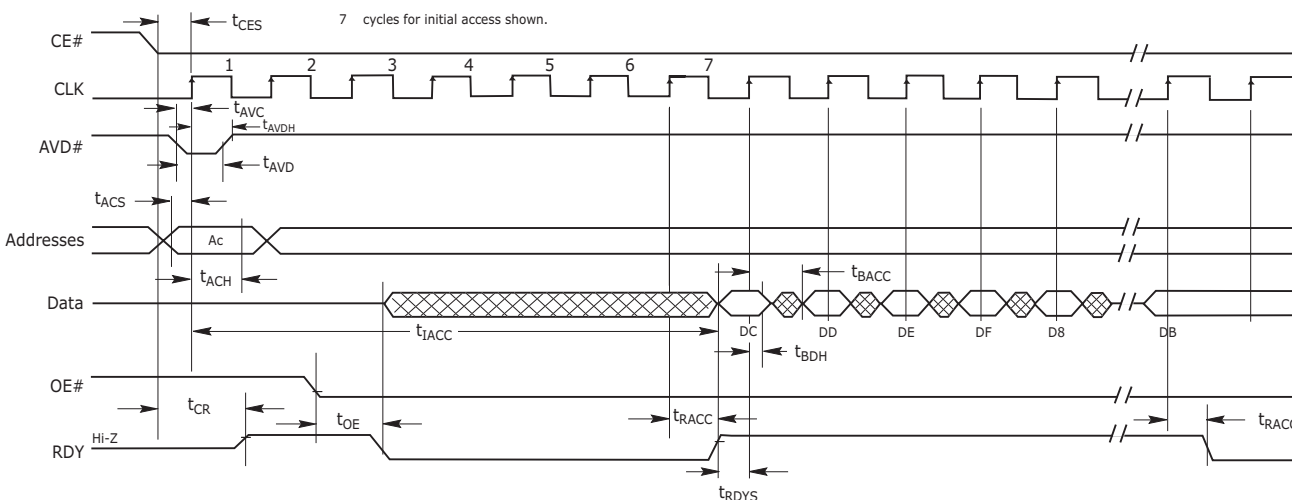 7 cycles for initial access shown.
tCES
CE#
1 2 3 4 5 6 7
CLK
tAVC
tAVDH
AVD#
tAVD
tACS
Addresses
Ac
tACH
tBACC
Data
DC DD DE DF D8 DB
tIACC
tBDH
OE#
tCR
tOE
tRACC
tRACC
Hi-Z
RDY
tRDYS